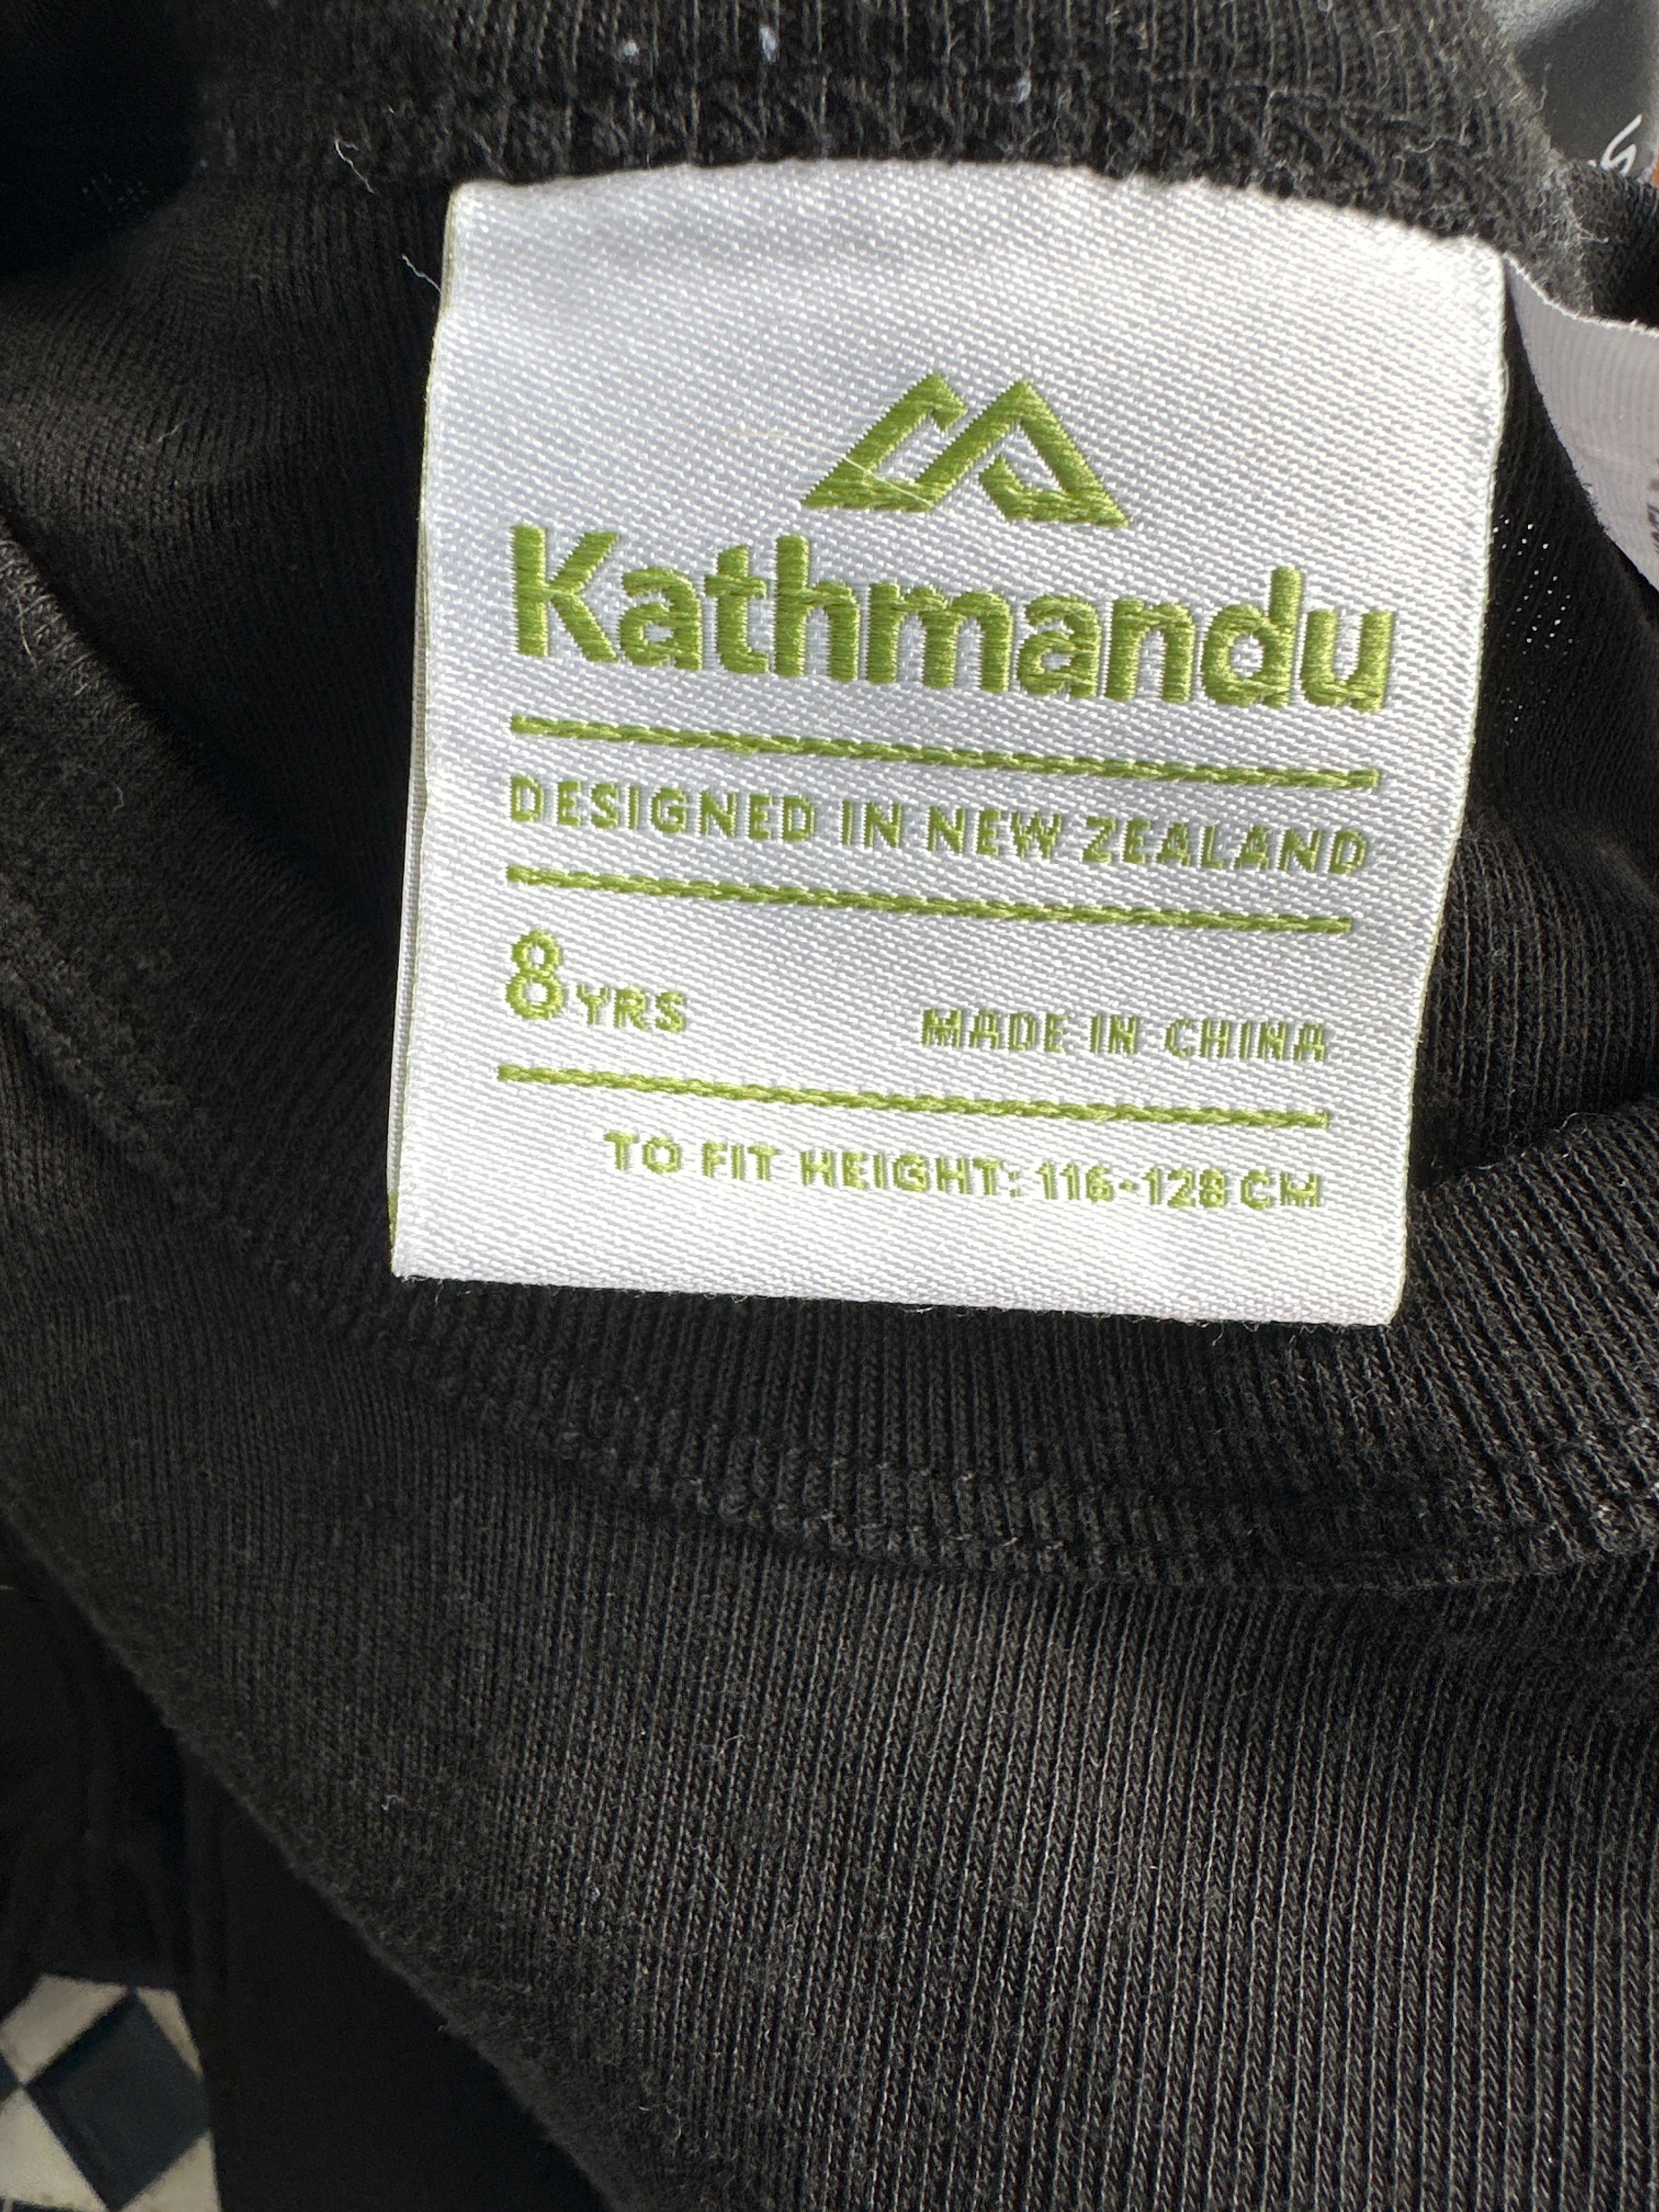 Kathmandu
DESIGNED IN NEW ZEALAND
8 YRS MADE IN CHINA
TO FIT HEIGHT: 116-128 CM